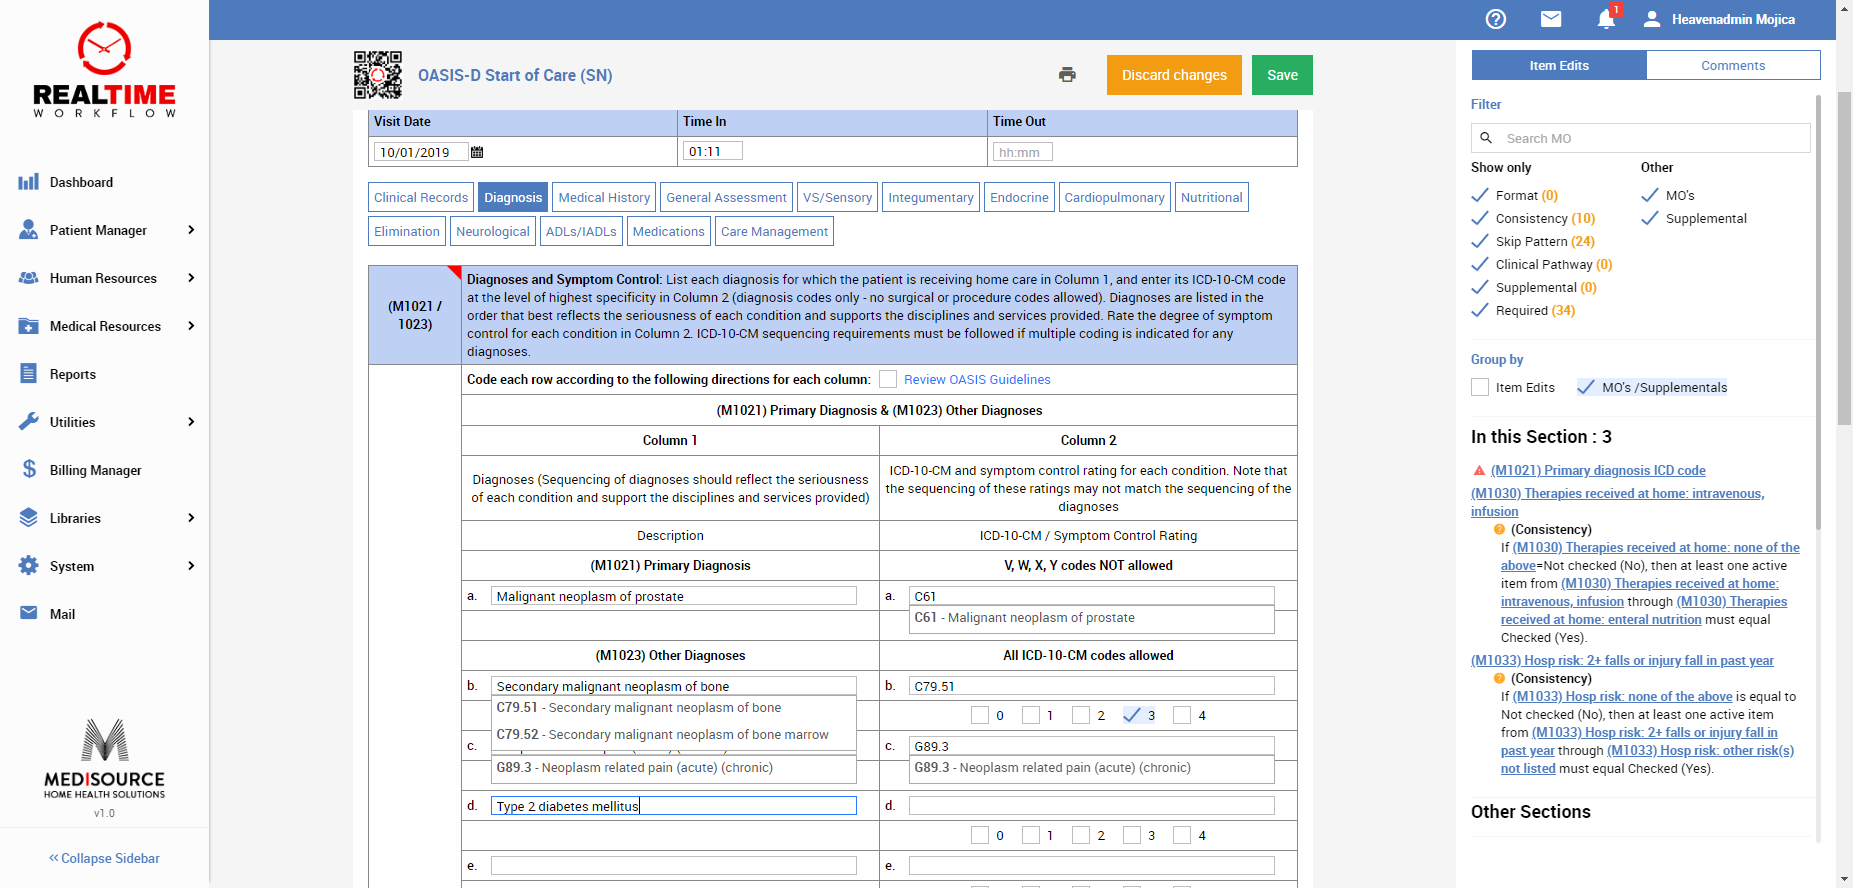 REALTIME
WORKFLOW
Dashboard
Patient Manager
Human Resources
Medical Resources
Reports
Utilities
Billing Manager
Libraries
System
Mail
MEDISOURCE
HOME HEALTH SOLUTIONS
v1.0
Collapse Sidebar
1
Heavenadmin Mojica
OASIS-D Start of Care (SN)
Discard changes
Save
Visit Date
Time In
Time Out
10/01/2019
01:11
hh:mm
Clinical Records
Diagnosis
Medical History
General Assessment
VS/Sensory
Integumentary
Endocrine
Cardiopulmonary
Nutritional
Elimination
Neurological
ADLs/IADLs
Medications
Care Management
(M1021 /
1023)
Diagnoses and Symptom Control: List each diagnosis for which the patient is receiving home care in Column 1, and enter its ICD-10-CM code
at the level of highest specificity in Column 2 (diagnosis codes only - no surgical or procedure codes allowed). Diagnoses are listed in the
order that best reflects the seriousness of each condition and supports the disciplines and services provided. Rate the degree of symptom
control for each condition in Column 2. ICD-10-CM sequencing requirements must be followed if multiple coding is indicated for any
diagnoses.
Code each row according to the following directions for each column:
Review OASIS Guidelines
(M1021) Primary Diagnosis & (M1023) Other Diagnoses
Column 1
Column 2
Diagnoses (Sequencing of diagnoses should reflect the seriousness
of each condition and support the disciplines and services provided)
ICD-10-CM and symptom control rating for each condition. Note that
the sequencing of these ratings may not match the sequencing of the
diagnoses
Description
ICD-10-CM / Symptom Control Rating
(M1021) Primary Diagnosis
V, W, X, Y codes NOT allowed
a.
Malignant neoplasm of prostate
a.
C61
C61 - Malignant neoplasm of prostate
(M1023) Other Diagnoses
All ICD-10-CM codes allowed
b.
Secondary malignant neoplasm of bone
b.
C79.51
C79.51 - Secondary malignant neoplasm of bone
C79.52 - Secondary malignant neoplasm of bone marrow
0
1
2
3
4
c.
c.
G89.3
G89.3 - Neoplasm related pain (acute) (chronic)
G89.3 - Neoplasm related pain (acute) (chronic)
d.
Type 2 diabetes mellitus
d.
0
1
2
3
4
e.
e.
Item Edits
Comments
Filter
Search MO
Show only
Other
Format (0)
Consistency (10)
Skip Pattern (24)
Clinical Pathway (0)
Supplemental (0)
Required (34)
MO's
Supplemental
Group by
Item Edits
MO's /Supplementals
In this Section : 3
(M1021) Primary diagnosis ICD code
(M1030) Therapies received at home: intravenous,
infusion
(Consistency)
If (M1030) Therapies received at home: none of the
above=Not checked (No), then at least one active
item from (M1030) Therapies received at home:
intravenous, infusion through (M1030) Therapies
received at home: enteral nutrition must equal
Checked (Yes).
(M1033) Hosp risk: 2+ falls or injury fall in past year
(Consistency)
If (M1033) Hosp risk: none of the above is equal to
Not checked (No), then at least one active item
from (M1033) Hosp risk: 2+ falls or injury fall in
past year through (M1033) Hosp risk: other risk(s)
not listed must equal Checked (Yes).
Other Sections